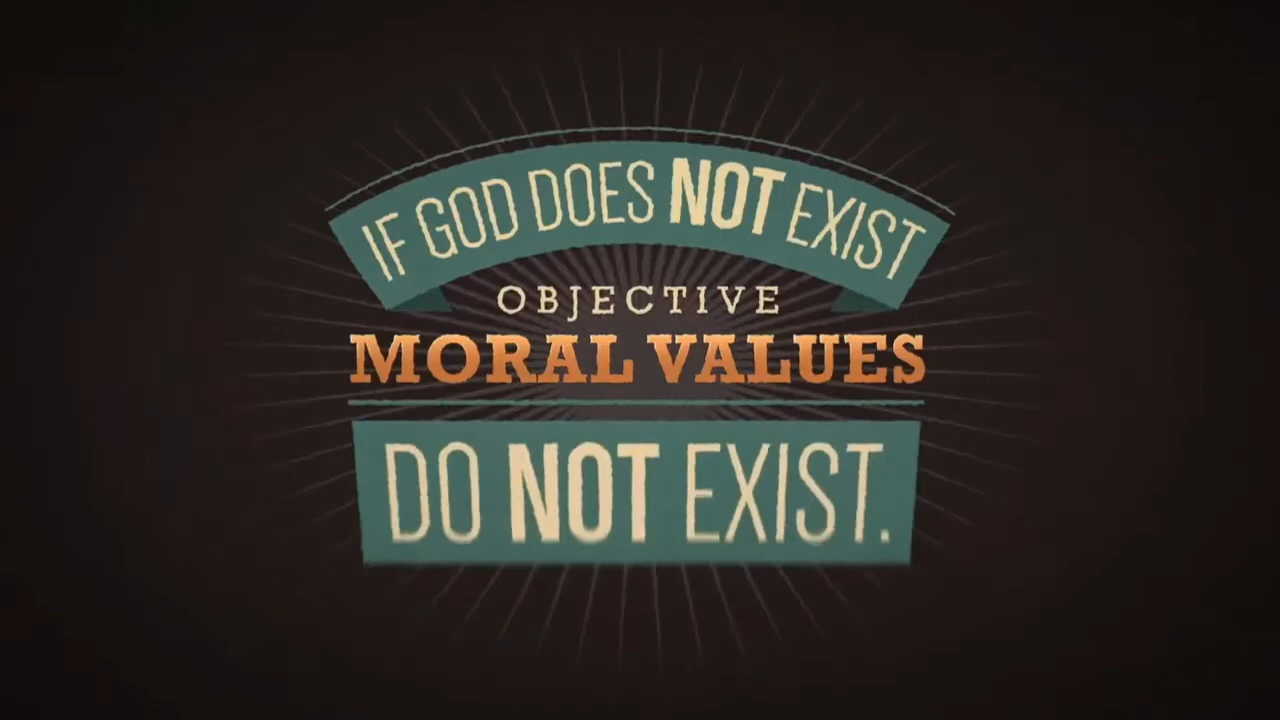 IF GOD DOES NOT EXIST
OBJECTIVE
MORAL VALUES
DO NOT EXIST.